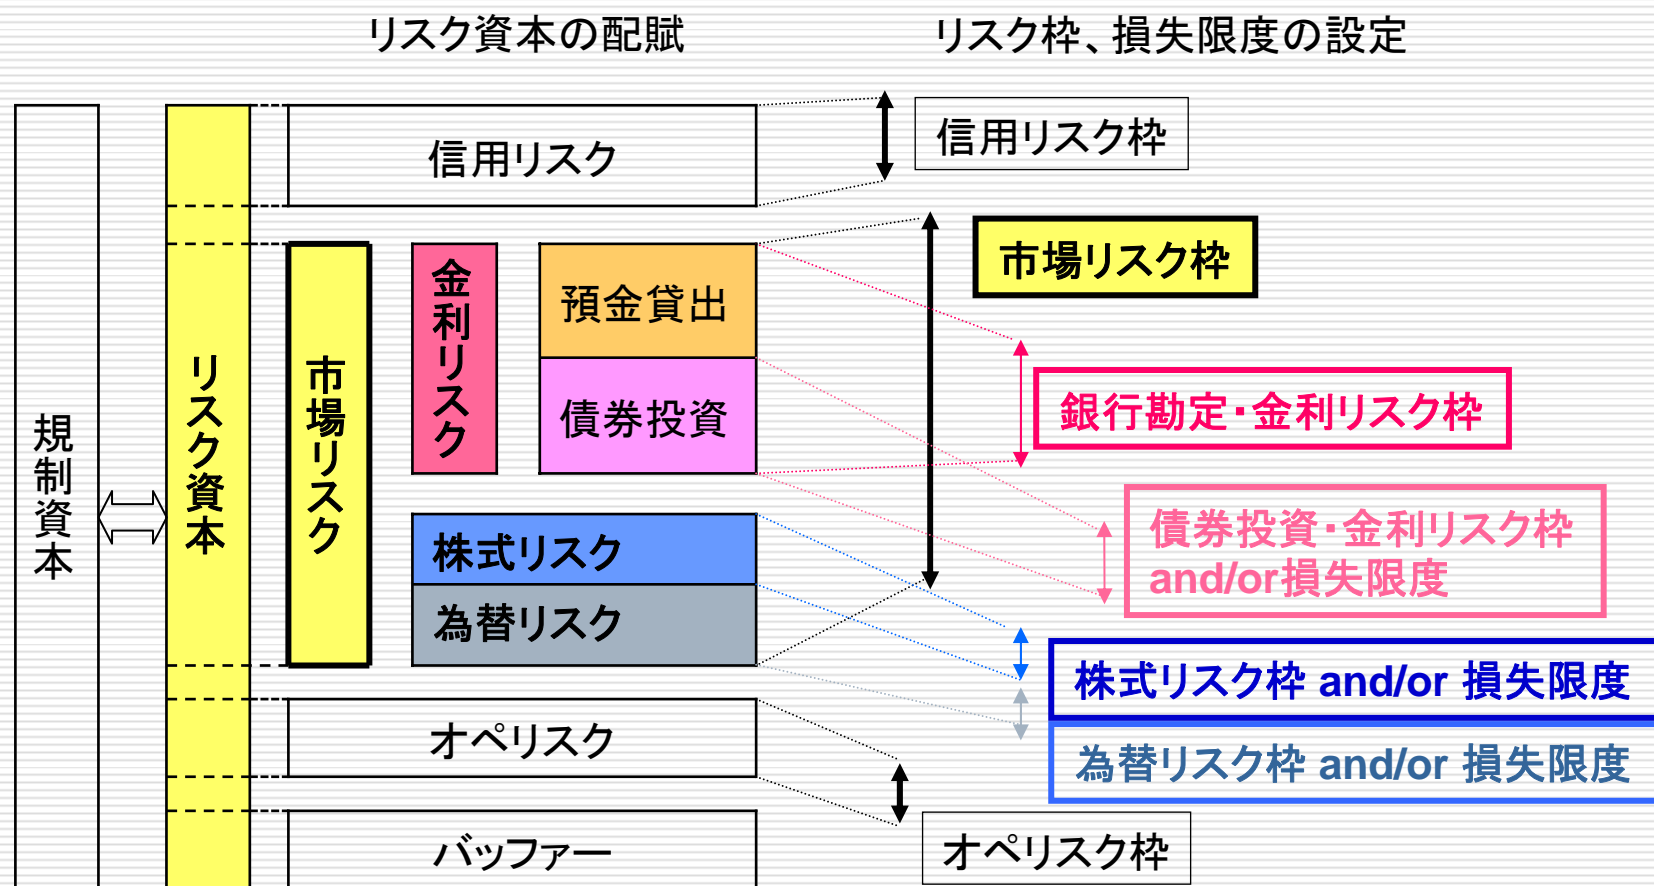 リスク資本の配賦
リスク枠、損失限度の設定
規制資本
リスク資本
信用リスク
信用リスク枠
市場リスク
金利リスク
預金貸出
債券投資
株式リスク
為替リスク
市場リスク枠
銀行勘定・金利リスク枠
債券投資・金利リスク枠
and/or損失限度
株式リスク枠 and/or 損失限度
為替リスク枠 and/or 損失限度
オペリスク
オペリスク枠
バッファー